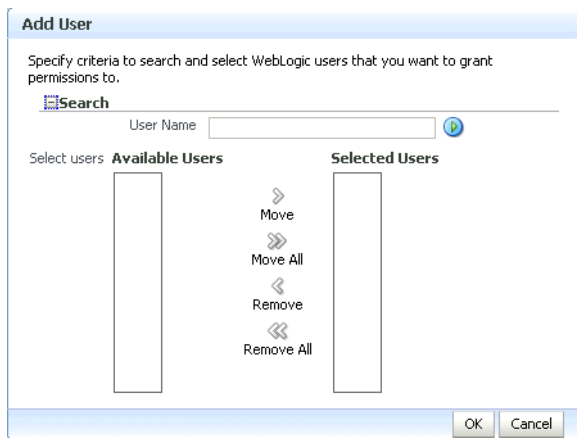 Add User
Specify criteria to search and select WebLogic users that you want to grant
permissions to.
Search
User Name
Select users Available Users Selected Users
Move
Move All
Remove
Remove All
OK Cancel